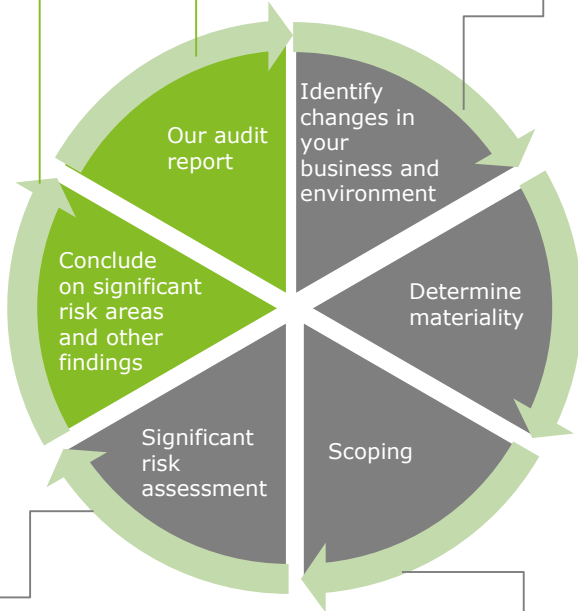 Identify
changes in
your
business and
environment
Determine
materiality
Scoping
Significant
risk
assessment
Conclude
on significant
risk areas
and other
findings
Our audit
report